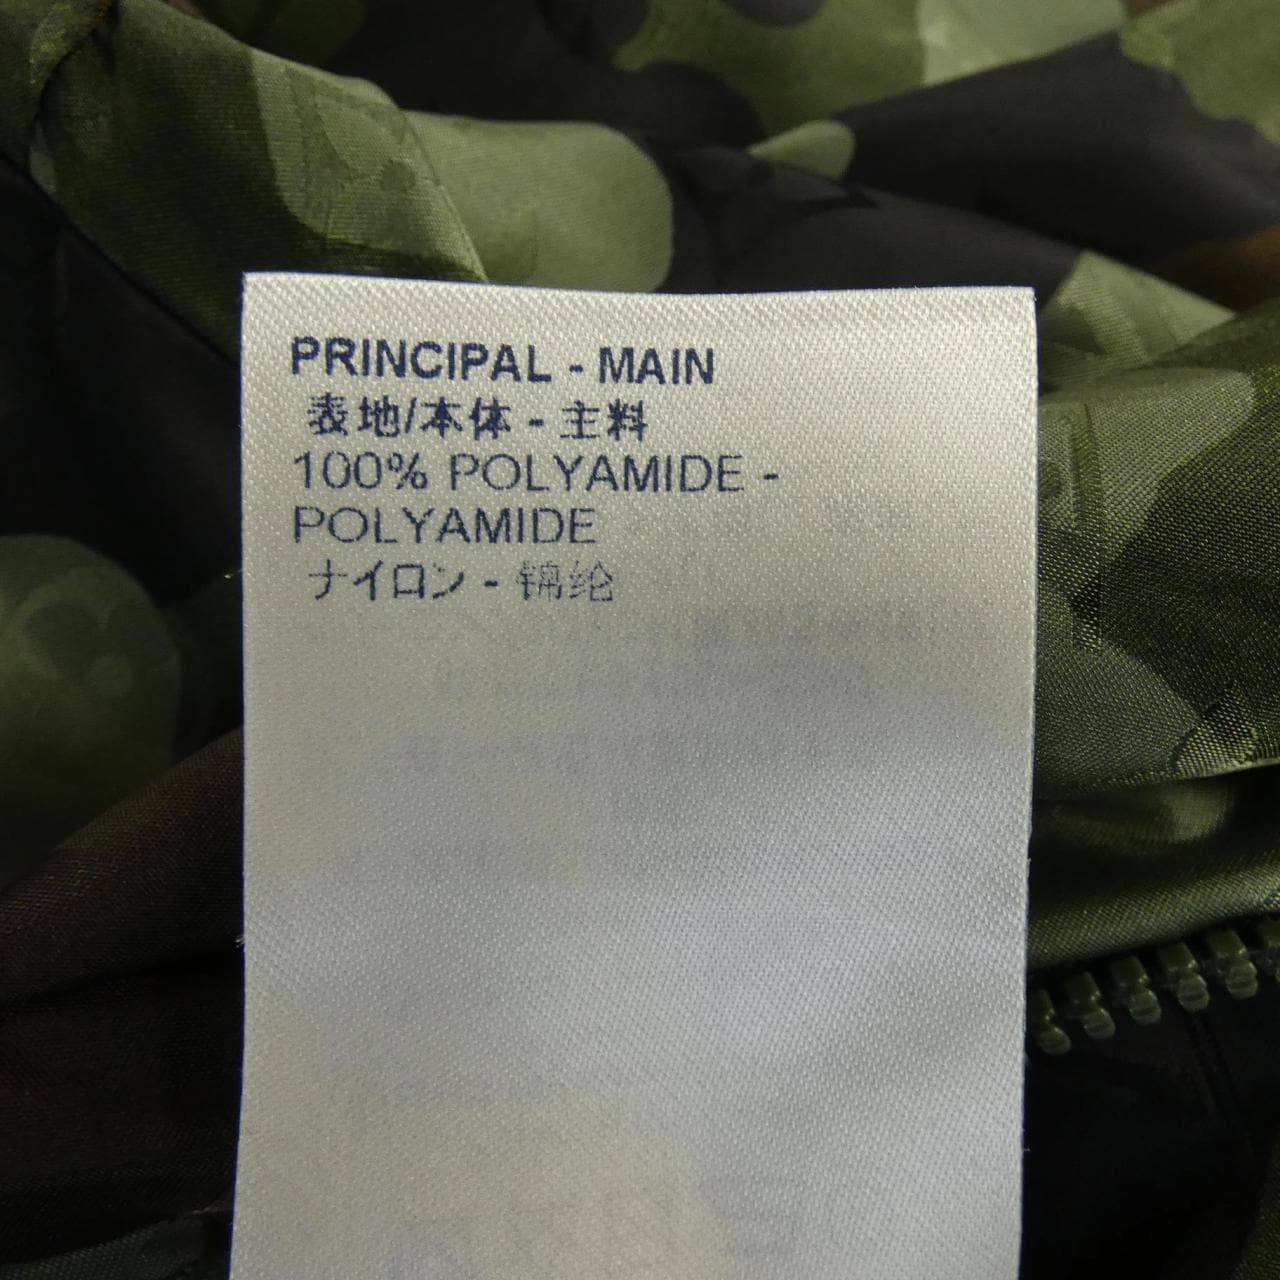 PRINCIPAL - MAIN
表地/本体 - 主料
100% POLYAMIDE -
POLYAMIDE
ナイロン - 锦纶